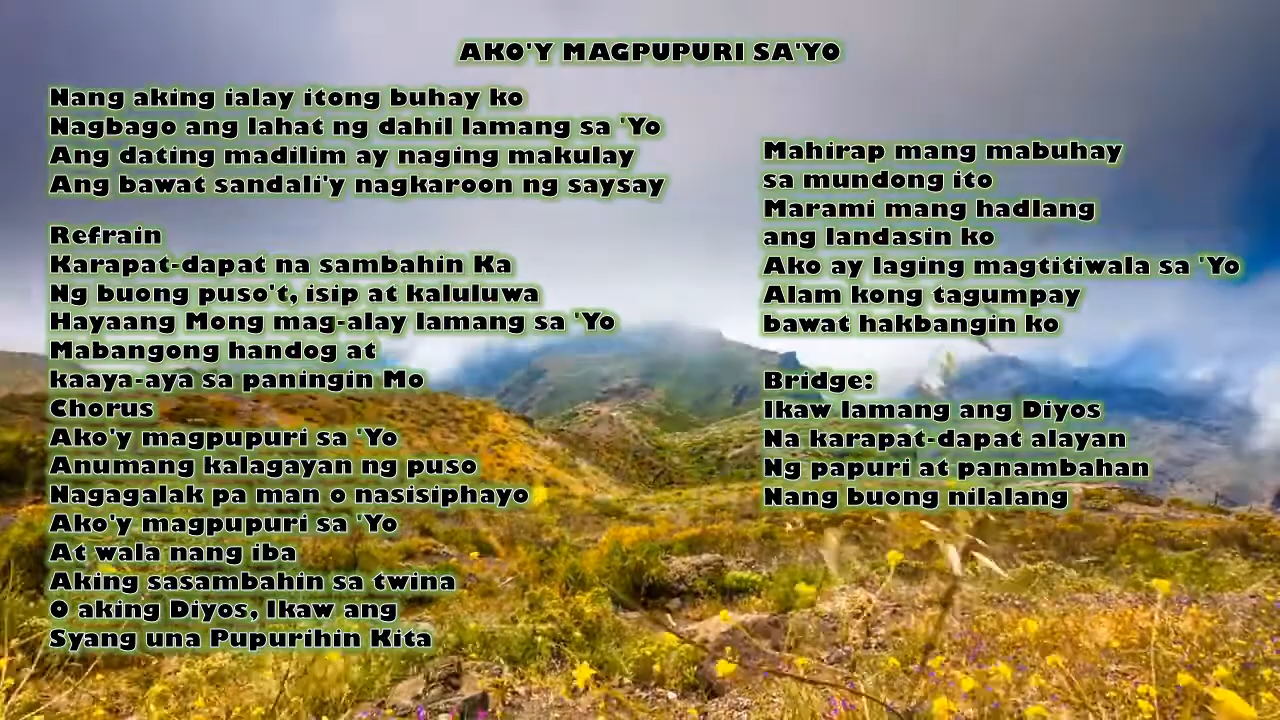 AKO'Y MAGPUPURI SA'YO
Nang aking ialay itong buhay ko
Nagbago ang lahat ng dahil lamang sa 'Yo
Ang dating madilim ay naging makulay
Ang bawat sandali'y nagkaroon ng saysay
Refrain
Karapat-dapat na sambahin Ka
Ng buong puso't, isip at kaluluwa
Hayaang Mong mag-alay lamang sa 'Yo
Mabangong handog at
kaaya-aya sa paningin Mo
Chorus
Ako'y magpupuri sa 'Yo
Anumang kalagayan ng puso
Nagagalak pa man o nasisiphayo
Ako'y magpupuri sa 'Yo
At wala nang iba
Aking sasambahin sa twina
O aking Diyos, Ikaw ang
Syang una Pupurihin Kita
Mahirap mang mabuhay
sa mundong ito
Marami mang hadlang
ang landasin ko
Ako ay laging magtitiwala sa 'Yo
Alam kong tagumpay
bawat hakbangin ko
Bridge:
Ikaw lamang ang Diyos
Na karapat-dapat alayan
Ng papuri at panambahan
Nang buong nilalang